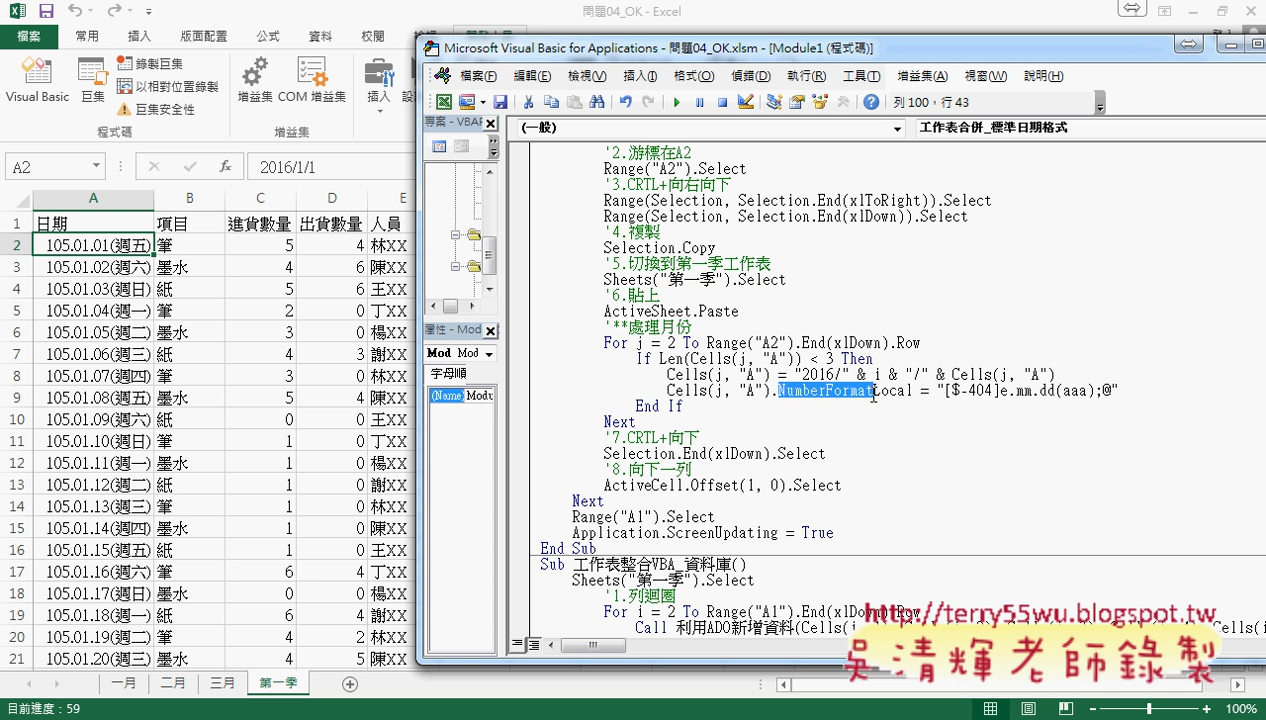 問題04_OK - Excel
檔案 常用 插入 版面配置 公式 資料 校閱
Visual Basic 巨集 錄製巨集 以相對位置錄製 巨集安全性 增益集 COM 增益集 插入
程式碼 增益集
A2 fx 2016/1/1
A B C D E
1 日期 項目 進貨數量 出貨數量 人員
2 105.01.01(週五) 筆 5 4 林XX
3 105.01.02(週六) 墨水 4 6 陳XX
4 105.01.03(週日) 紙 5 6 王XX
5 105.01.04(週一) 筆 2 0 丁XX
6 105.01.05(週二) 墨水 3 0 楊XX
7 105.01.06(週三) 紙 4 3 謝XX
8 105.01.07(週四) 筆 3 0 林XX
9 105.01.08(週五) 墨水 5 4 陳XX
10 105.01.09(週六) 紙 0 0 王XX
11 105.01.10(週日) 筆 1 0 丁XX
12 105.01.11(週一) 墨水 1 0 楊XX
13 105.01.12(週二) 紙 1 0 謝XX
14 105.01.13(週三) 筆 1 0 林XX
15 105.01.14(週四) 墨水 1 0 陳XX
16 105.01.15(週五) 紙 1 0 王XX
17 105.01.16(週六) 筆 6 4 丁XX
18 105.01.17(週日) 墨水 0 0 楊XX
19 105.01.18(週一) 紙 6 4 謝XX
20 105.01.19(週二) 筆 4 2 林XX
21 105.01.20(週三) 墨水 4 5 陳XX
一月 二月 三月 第一季
目前進度：59
100%
Microsoft Visual Basic for Applications - 問題04_OK.xlsm - [Module1 (程式碼)]
檔案(F) 編輯(E) 檢視(V) 插入(I) 格式(O) 偵錯(D) 執行(R) 工具(T) 增益集(A) 視窗(W) 說明(H)
列 100，行 43
專案 - VBAP
(一般) 工作表合併_標準日期格式
屬性 - Mod
Mod Mod
字母順
(Name) Modu
'2.游標在A2
Range("A2").Select
'3.CRTL+向右向下
Range(Selection, Selection.End(xlToRight)).Select
Range(Selection, Selection.End(xlDown)).Select
'4.複製
Selection.Copy
'5.切換到第一季工作表
Sheets("第一季").Select
'6.貼上
ActiveSheet.Paste
'**處理月份
For j = 2 To Range("A2").End(xlDown).Row
If Len(Cells(j, "A")) < 3 Then
Cells(j, "A") = "2016/" & i & "/" & Cells(j, "A")
Cells(j, "A").NumberFormatLocal = "[$-404]e.mm.dd(aaa);@"
End If
Next
'7.CRTL+向下
Selection.End(xlDown).Select
'8.向下一列
ActiveCell.Offset(1, 0).Select
Next
Range("A1").Select
Application.ScreenUpdating = True
End Sub
Sub 工作表整合VBA_資料庫()
Sheets("第一季").Select
'1.列迴圈
For i = 2 To Range("A1").End(xlDown).Row
Call 利用ADO新增資料(Cells(i
http://terry55wu.blogspot.tw
吳清輝老師錄製